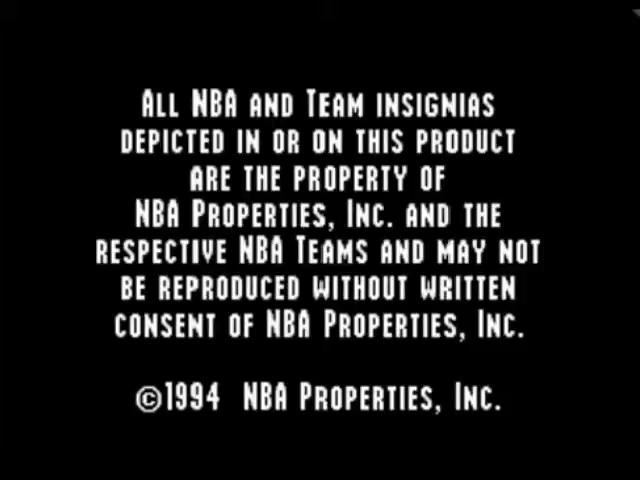 All NBA and Team insignias
depicted in or on this product
are the property of
NBA Properties, Inc. and the
respective NBA Teams and may not
be reproduced without written
consent of NBA Properties, Inc.
©1994 NBA Properties, Inc.